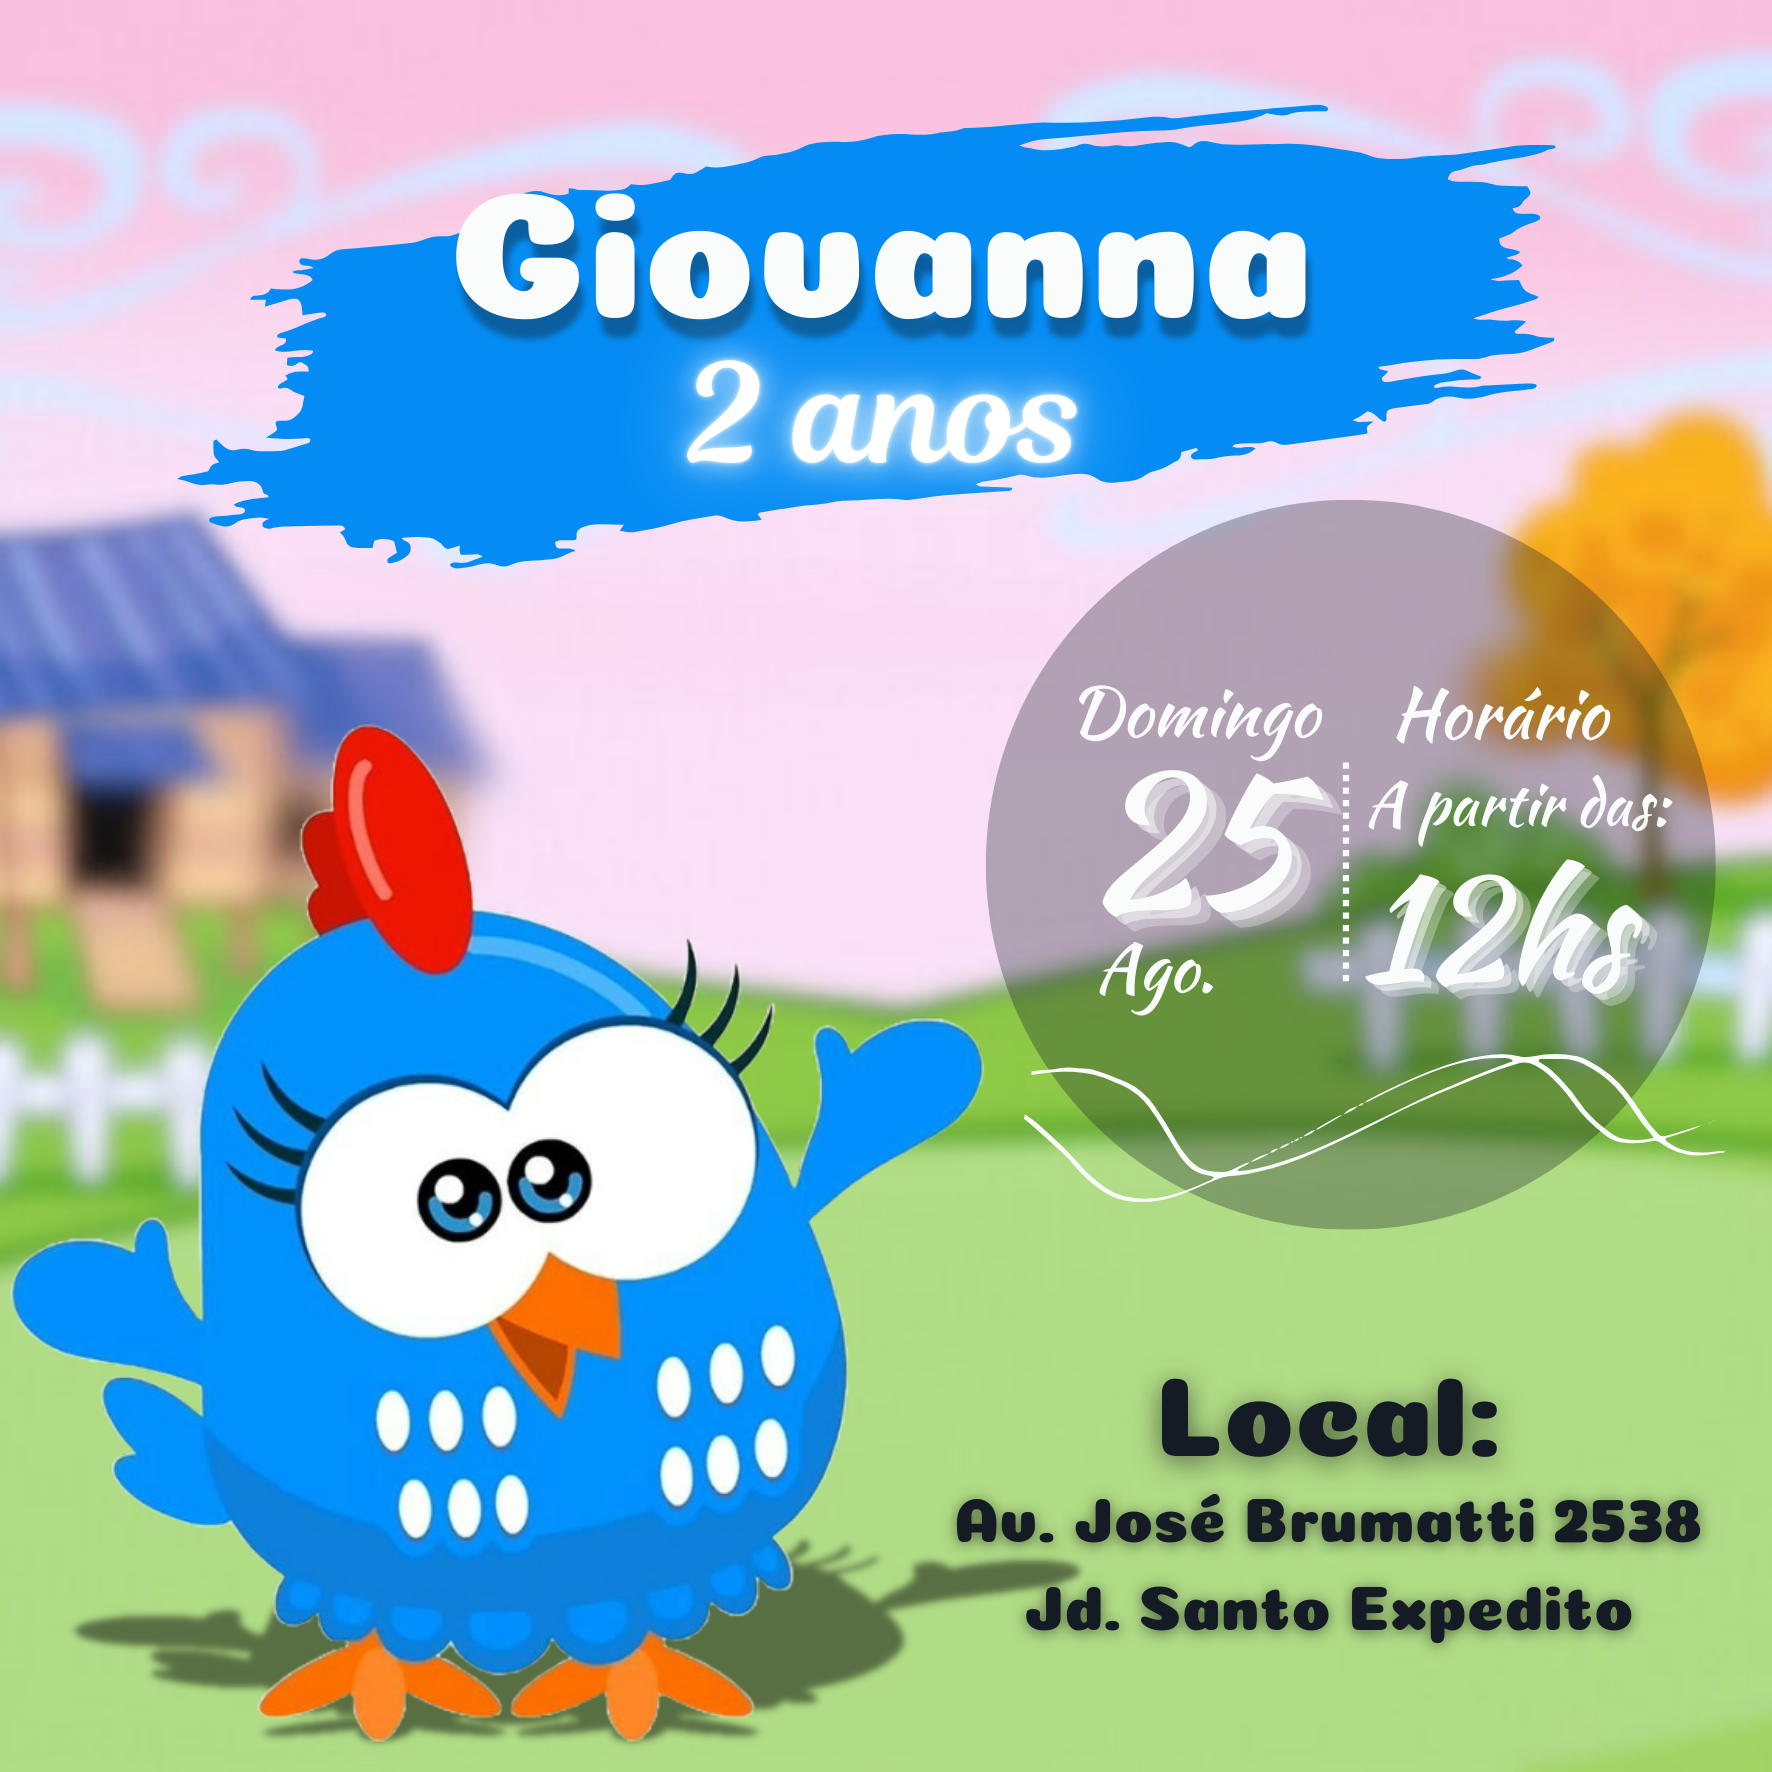 Giovanna
2 anos
Domingo
25
Ago.
Horário
A partir das:
12hs
Local:
Av. José Brumatti 2538
Jd. Santo Expedito